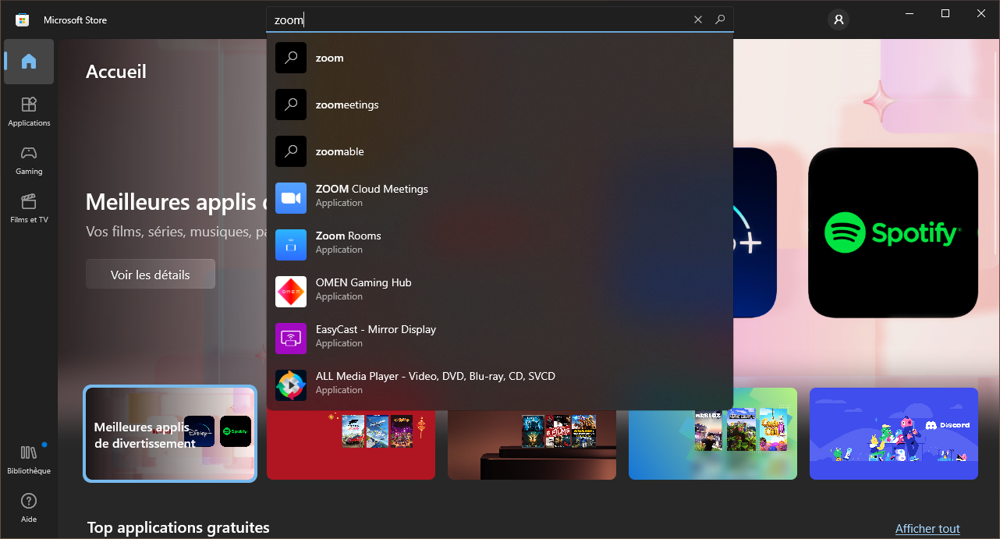 Microsoft Store
zoom
Accueil
Applications
Gaming
Films et TV
Bibliothèque
Aide
zoom
zoomeetings
zoomable
ZOOM Cloud Meetings
Application
Zoom Rooms
Application
OMEN Gaming Hub
Application
EasyCast - Mirror Display
Application
ALL Media Player - Video, DVD, Blu-ray, CD, SVCD
Application
Meilleures applis
Vos films, séries, musiques,
Voir les détails
Spotify
Meilleures applis
de divertissement
Disney+
Spotify
ROBLOX
Discord
Top applications gratuites
Afficher tout